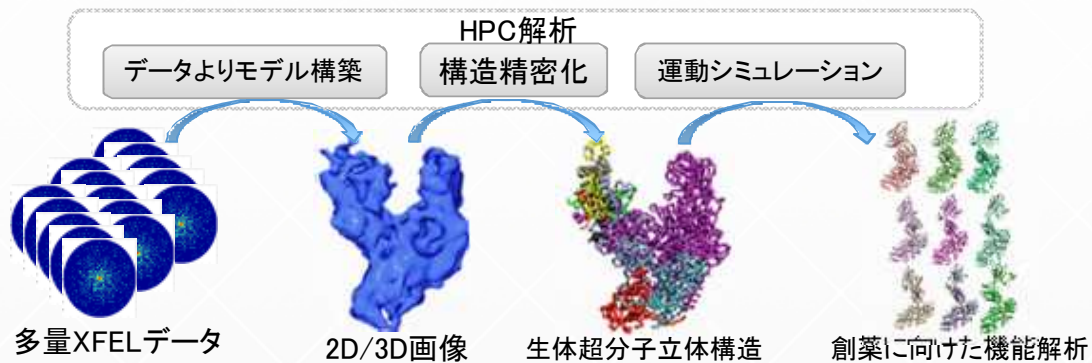 HPC解析
データよりモデル構築
構造精密化
運動シミュレーション
多量XFELデータ
2D/3D画像
生体超分子立体構造
創薬に向けた機能解析